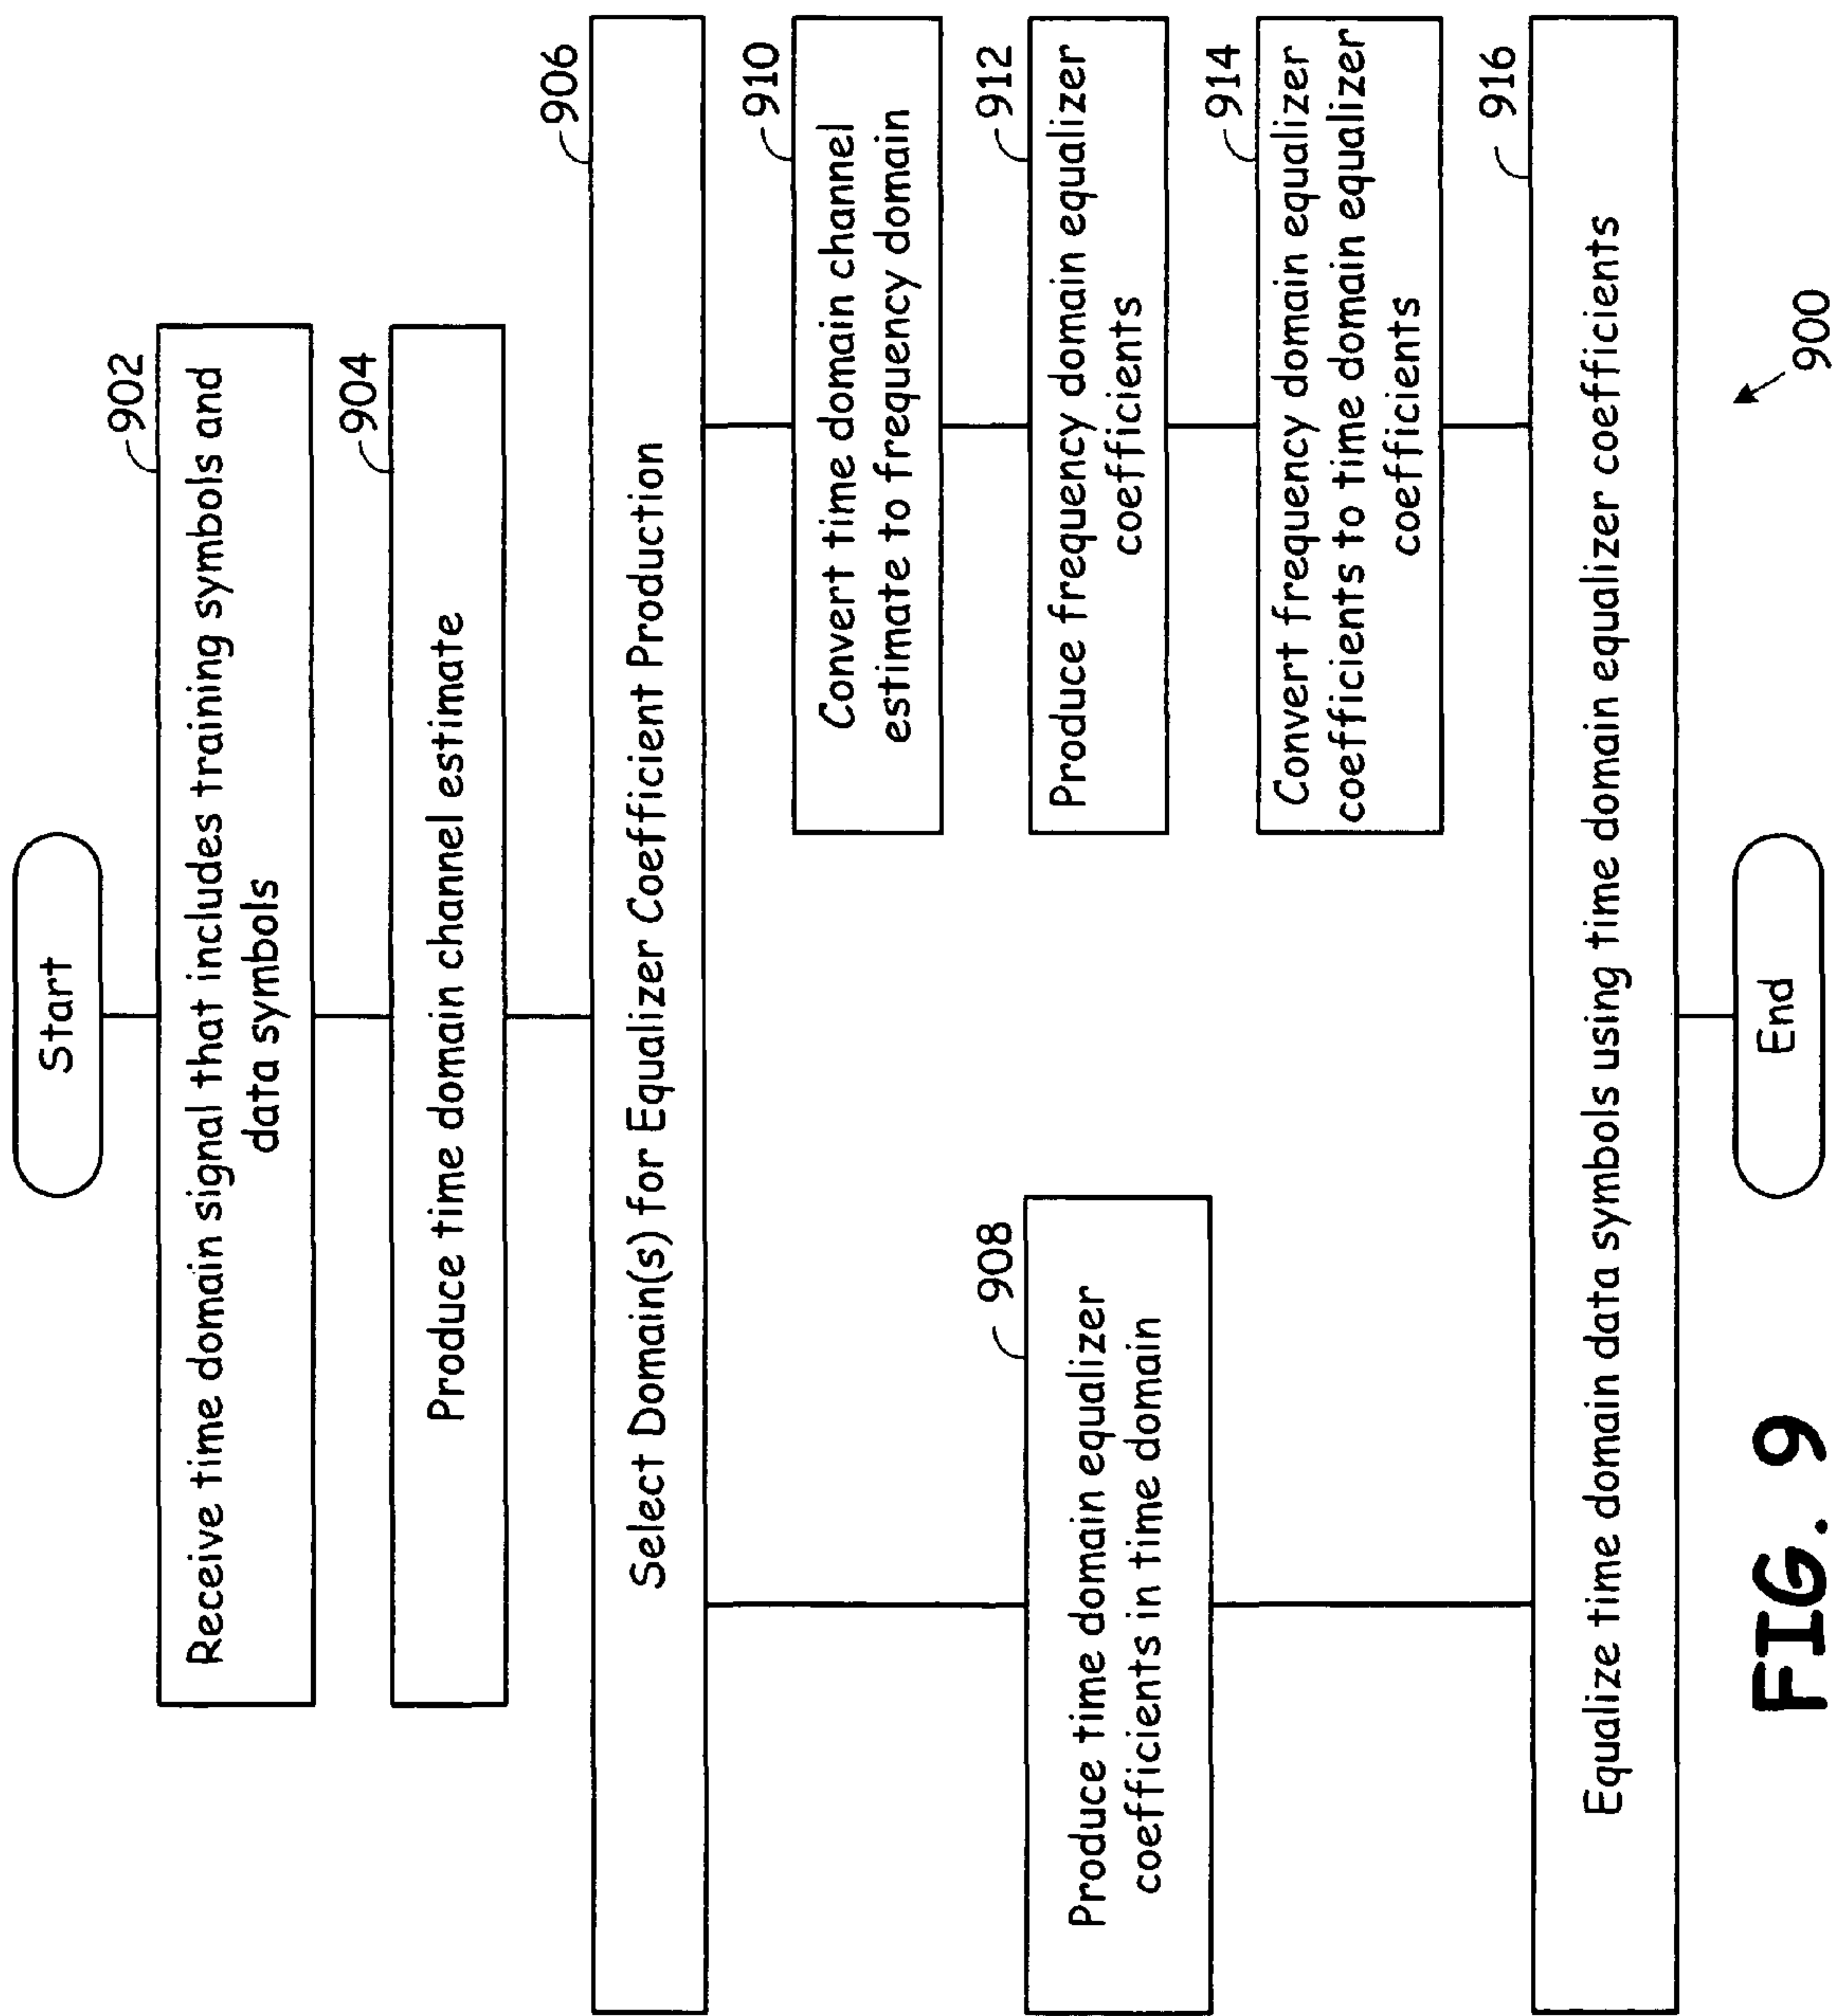 Start
902
Receive time domain signal that includes training symbols and
data symbols
904
Produce time domain channel estimate
906
Select Domain(s) for Equalizer Coefficient Production
908
Produce time domain equalizer
coefficients in time domain
910
Convert time domain channel
estimate to frequency domain
912
Produce frequency domain equalizer
coefficients
914
Convert frequency domain equalizer
coefficients to time domain equalizer
coefficients
916
Equalize time domain data symbols using time domain equalizer coefficients
End
900
FIG. 9